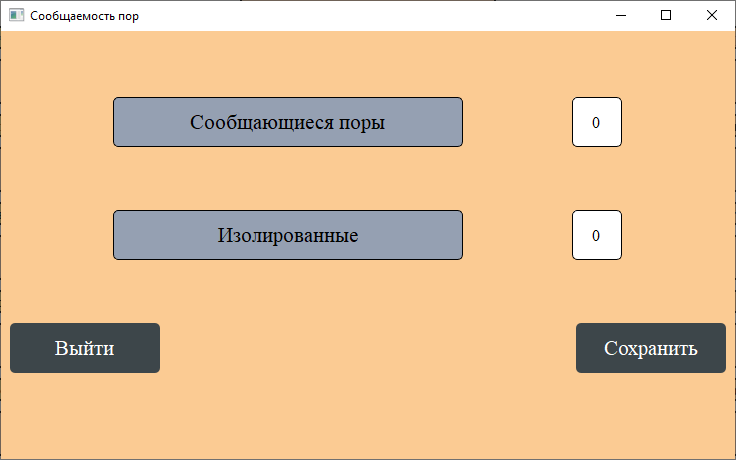 Сообщаемость пор
Сообщающиеся поры 0
Изолированные 0
Выйти Сохранить